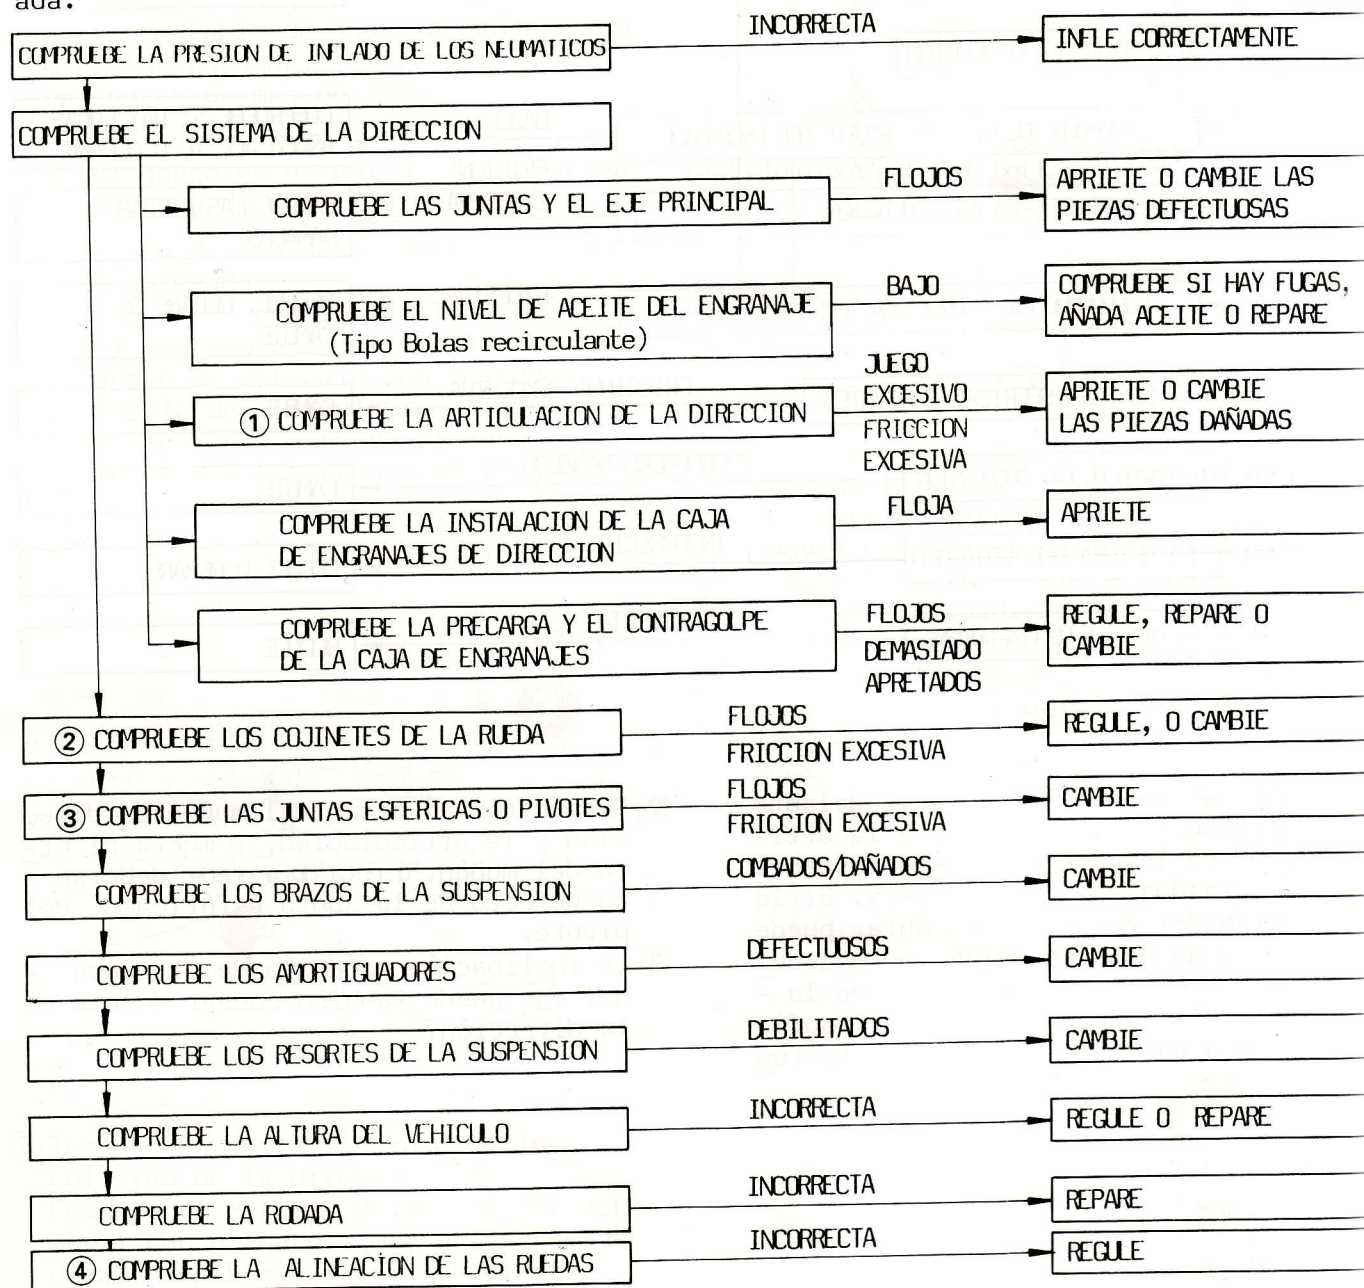 ada.
COMPRUEBE LA PRESION DE INFLADO DE LOS NEUMATICOS
INCORRECTA
INFLE CORRECTAMENTE
COMPRUEBE EL SISTEMA DE LA DIRECCION
COMPRUEBE LAS JUNTAS Y EL EJE PRINCIPAL
FLOJOS
APRIETE O CAMBIE LAS
PIEZAS DEFECTUOSAS
COMPRUEBE EL NIVEL DE ACEITE DEL ENGRANAJE
(Tipo Bolas recirculante)
BAJO
COMPRUEBE SI HAY FUGAS,
AÑADA ACEITE O REPARE
① COMPRUEBE LA ARTICULACION DE LA DIRECCION
JUEGO
EXCESIVO
FRICCION
EXCESIVA
APRIETE O CAMBIE
LAS PIEZAS DAÑADAS
COMPRUEBE LA INSTALACION DE LA CAJA
DE ENGRANAJES DE DIRECCION
FLOJA
APRIETE
COMPRUEBE LA PRECARGA Y EL CONTRAGOLPE
DE LA CAJA DE ENGRANAJES
FLOJOS
DEMASIADO
APRETADOS
REGULE, REPARE O
CAMBIE
② COMPRUEBE LOS COJINETES DE LA RUEDA
FLOJOS
FRICCION EXCESIVA
REGULE, O CAMBIE
③ COMPRUEBE LAS JUNTAS ESFERICAS O PIVOTES
FLOJOS
FRICCION EXCESIVA
CAMBIE
COMPRUEBE LOS BRAZOS DE LA SUSPENSION
COMBADOS/DAÑADOS
CAMBIE
COMPRUEBE LOS AMORTIGUADORES
DEFECTUOSOS
CAMBIE
COMPRUEBE LOS RESORTES DE LA SUSPENSION
DEBILITADOS
CAMBIE
COMPRUEBE LA ALTURA DEL VEHICULO
INCORRECTA
REGULE O REPARE
COMPRUEBE LA RODADA
INCORRECTA
REPARE
④ COMPRUEBE LA ALINEACIÓN DE LAS RUEDAS
INCORRECTA
REGULE